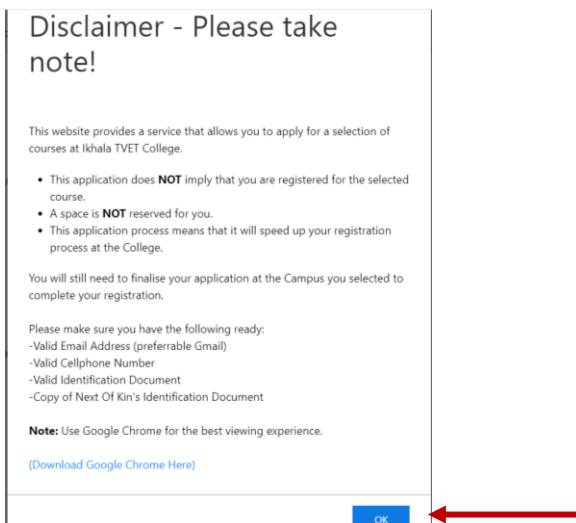 Disclaimer - Please take
note!
This website provides a service that allows you to apply for a selection of
courses at Ikhala TVET College.
• This application does NOT imply that you are registered for the selected
course.
• A space is NOT reserved for you.
• This application process means that it will speed up your registration
process at the College.
You will still need to finalise your application at the Campus you selected to
complete your registration.
Please make sure you have the following ready:
-Valid Email Address (preferrable Gmail)
-Valid Cellphone Number
-Valid Identification Document
-Copy of Next Of Kin's Identification Document
Note: Use Google Chrome for the best viewing experience.
(Download Google Chrome Here)
OK